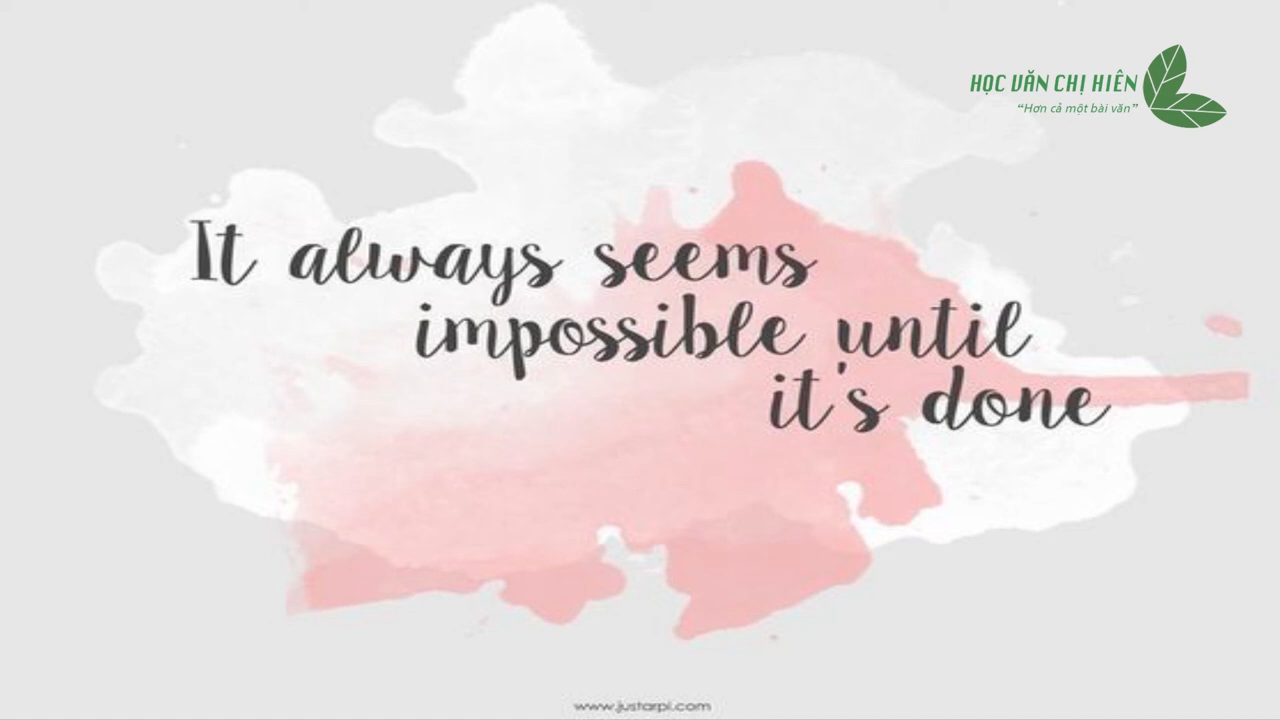 HỌC VĂN CHỊ HIÊN
“Hơn cả một bài văn”
It always seems
impossible until
it's done
www.justarpi.com